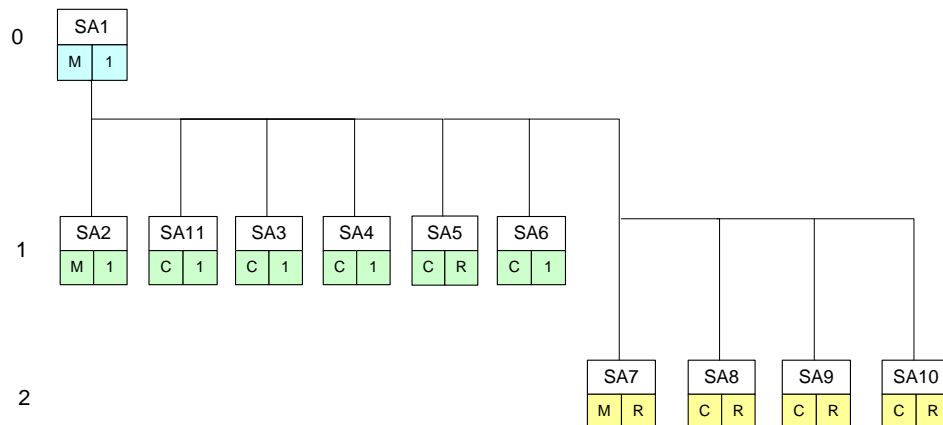 0
SA1
M 1
1
SA2 SA11 SA3 SA4 SA5 SA6
M 1 C 1 C 1 C 1 C R C 1
2
SA7 SA8 SA9 SA10
M R C R C R C R